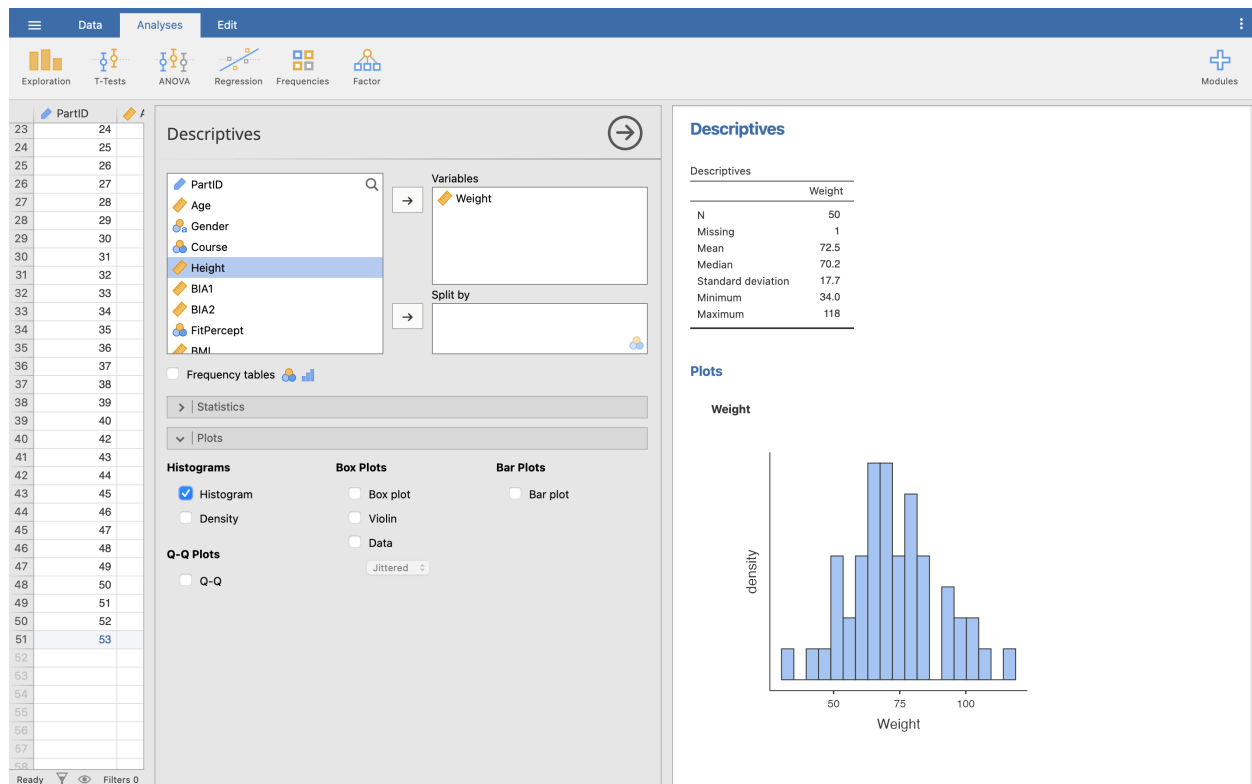 Data Analyses Edit
Exploration T-Tests ANOVA Regression Frequencies Factor Modules
PartID A
23 24
24 25
25 26
26 27
27 28
28 29
29 30
30 31
31 32
32 33
33 34
34 35
35 36
36 37
37 38
38 39
39 40
40 42
41 43
42 44
43 45
44 46
45 47
46 48
47 49
48 50
49 51
50 52
51 53
52
53
54
55
56
57
58
Ready Filters 0
Descriptives
PartID
Age
Gender
Course
Height
BIA1
BIA2
FitPercept
BMI
Variables
Weight
Split by
Frequency tables
Statistics
Plots
Histograms
Histogram
Density
Q-Q Plots
Q-Q
Box Plots
Box plot
Violin
Data
Jittered
Bar Plots
Bar plot
Descriptives
Descriptives
Weight
N 50
Missing 1
Mean 72.5
Median 70.2
Standard deviation 17.7
Minimum 34.0
Maximum 118
Plots
Weight
density
50 75 100
Weight